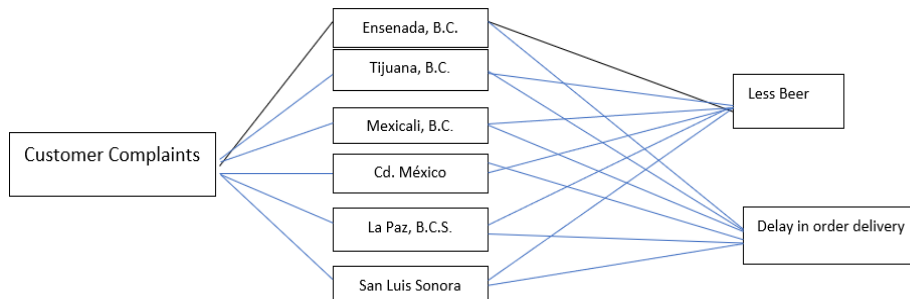 Customer Complaints
Ensenada, B.C.
Tijuana, B.C.
Mexicali, B.C.
Cd. México
La Paz, B.C.S.
San Luis Sonora
Less Beer
Delay in order delivery